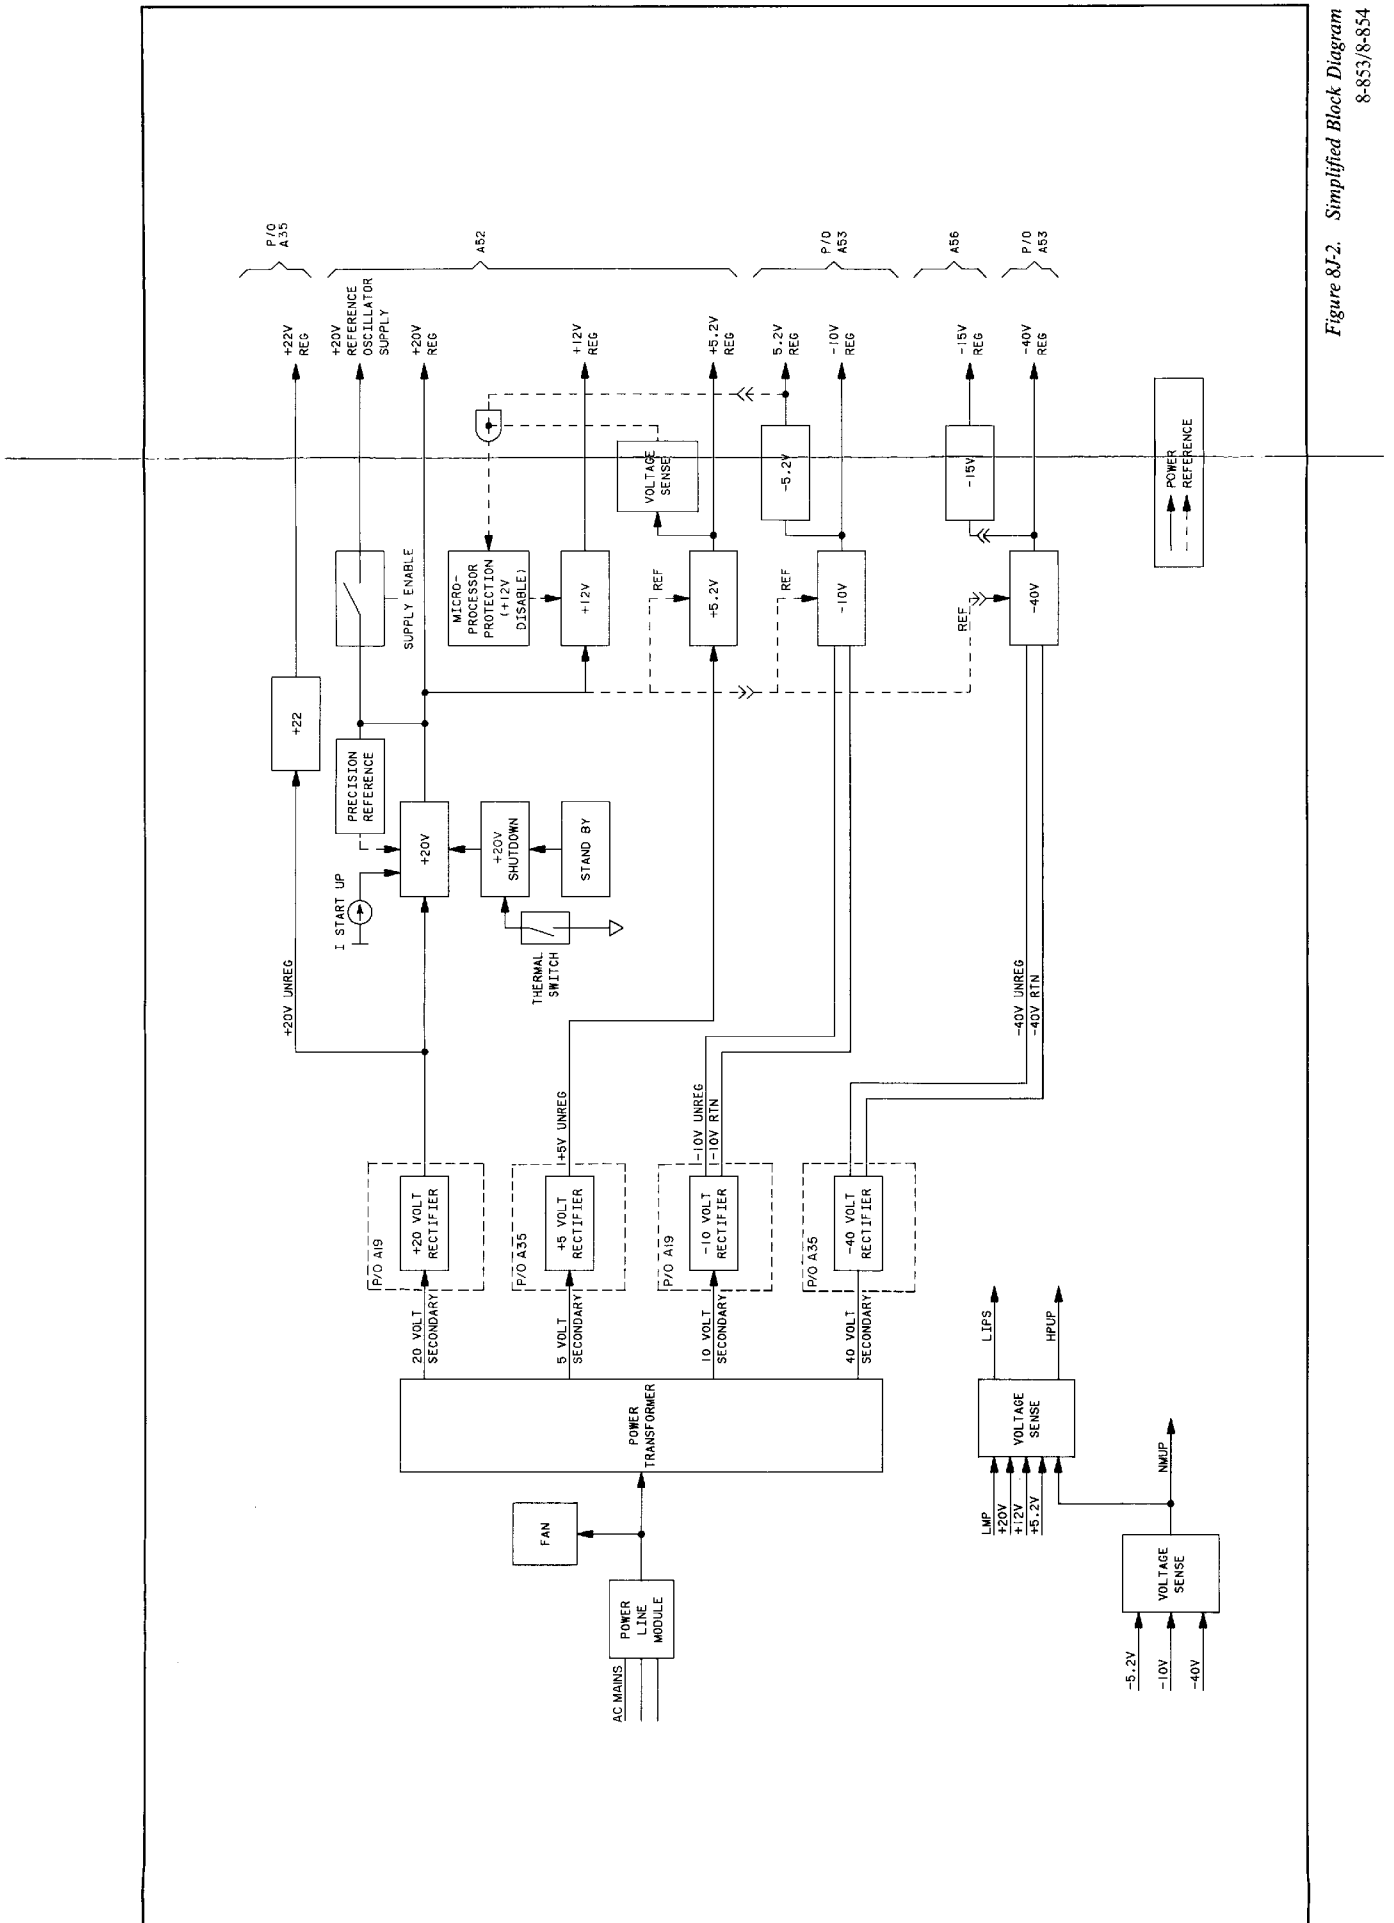 AC MAINS
POWER
LINE
MODULE
FAN
POWER
TRANSFORMER
20 VOLT
SECONDARY
5 VOLT
SECONDARY
10 VOLT
SECONDARY
40 VOLT
SECONDARY
P/O A19
+20 VOLT
RECTIFIER
P/O A35
+5 VOLT
RECTIFIER
P/O A19
-10 VOLT
RECTIFIER
P/O A35
-40 VOLT
RECTIFIER
+20V UNREG
+5V UNREG
-10V UNREG
-10V RTN
-40V UNREG
-40V RTN
I START UP
THERMAL
SWITCH
+20V
+20V
SHUTDOWN
STAND BY
PRECISION
REFERENCE
+22
SUPPLY ENABLE
MICRO-
PROCESSOR
PROTECTION
(+12V
DISABLE)
+12V
REF
+5.2V
REF
-10V
REF
-40V
VOLTAGE
SENSE
-5.2V
-15V
+22V
REG
+20V
REFERENCE
OSCILLATOR
SUPPLY
+20V
REG
+12V
REG
+5.2V
REG
5.2V
REG
-10V
REG
-15V
REG
-40V
REG
P/O
A35
A52
P/O
A53
A56
P/O
A53
POWER
REFERENCE
LMP
+20V
+12V
+5.2V
VOLTAGE
SENSE
LIPS
HPUP
-5.2V
-10V
-40V
VOLTAGE
SENSE
NMUP
Figure 8J-2. Simplified Block Diagram
8-853/8-854